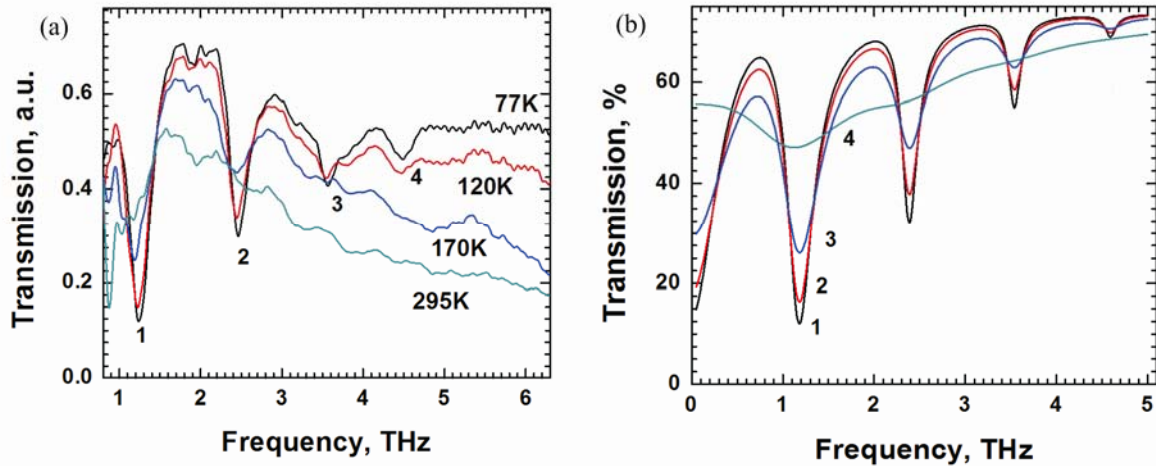 (a)
Transmission, a.u.
0.6
0.4
0.2
0.0
77K
120K
170K
295K
1
2
3
4
1 2 3 4 5 6
Frequency, THz
(b)
Transmission, %
60
40
20
0
4
3
2
1
0 1 2 3 4 5
Frequency, THz